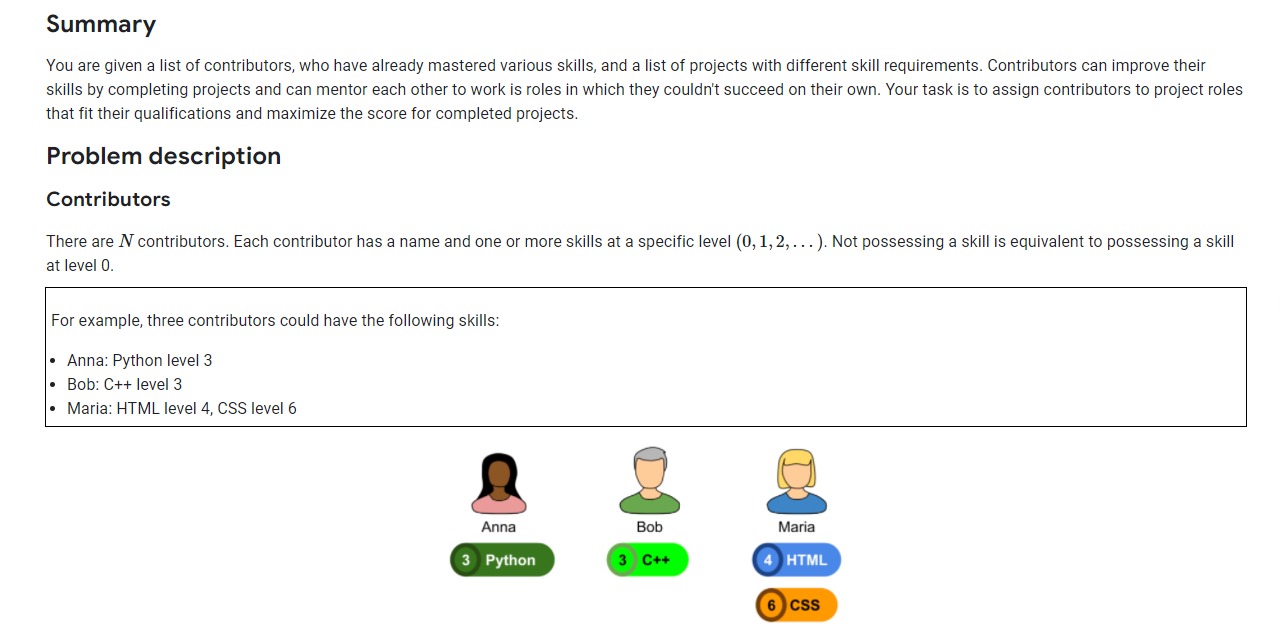 Summary
You are given a list of contributors, who have already mastered various skills, and a list of projects with different skill requirements. Contributors can improve their
skills by completing projects and can mentor each other to work is roles in which they couldn't succeed on their own. Your task is to assign contributors to project roles
that fit their qualifications and maximize the score for completed projects.
Problem description
Contributors
There are N contributors. Each contributor has a name and one or more skills at a specific level (0, 1, 2, . . . ). Not possessing a skill is equivalent to possessing a skill
at level 0.
For example, three contributors could have the following skills:
• Anna: Python level 3
• Bob: C++ level 3
• Maria: HTML level 4, CSS level 6
Anna Bob Maria
3 Python 3 C++ 4 HTML
6 CSS